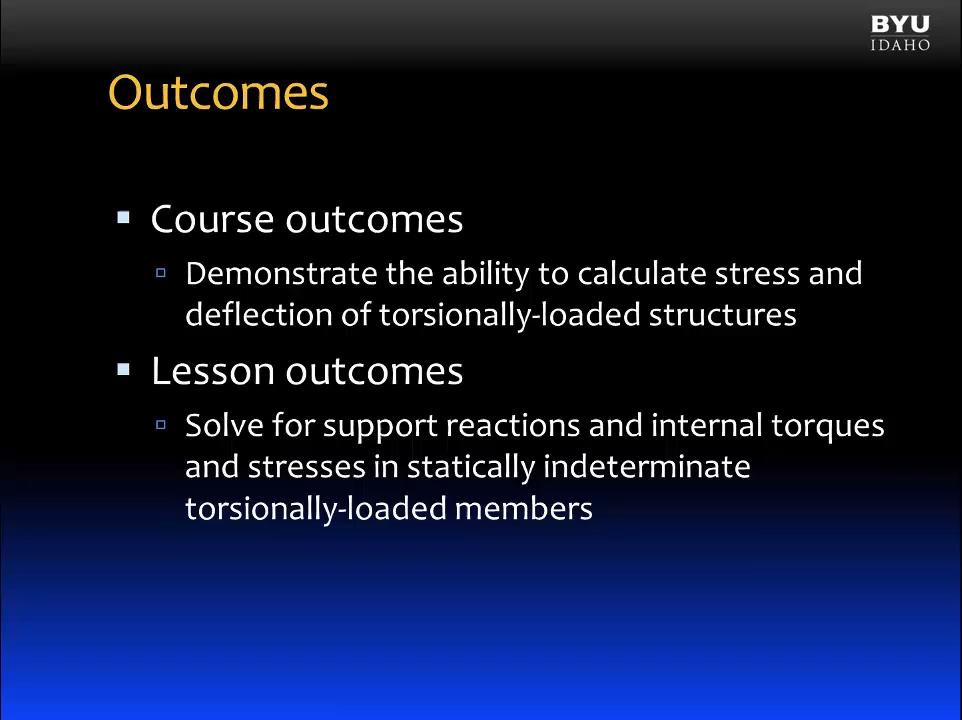 BYU
IDAHO
Outcomes
Course outcomes
Demonstrate the ability to calculate stress and
deflection of torsionally-loaded structures
Lesson outcomes
Solve for support reactions and internal torques
and stresses in statically indeterminate
torsionally-loaded members